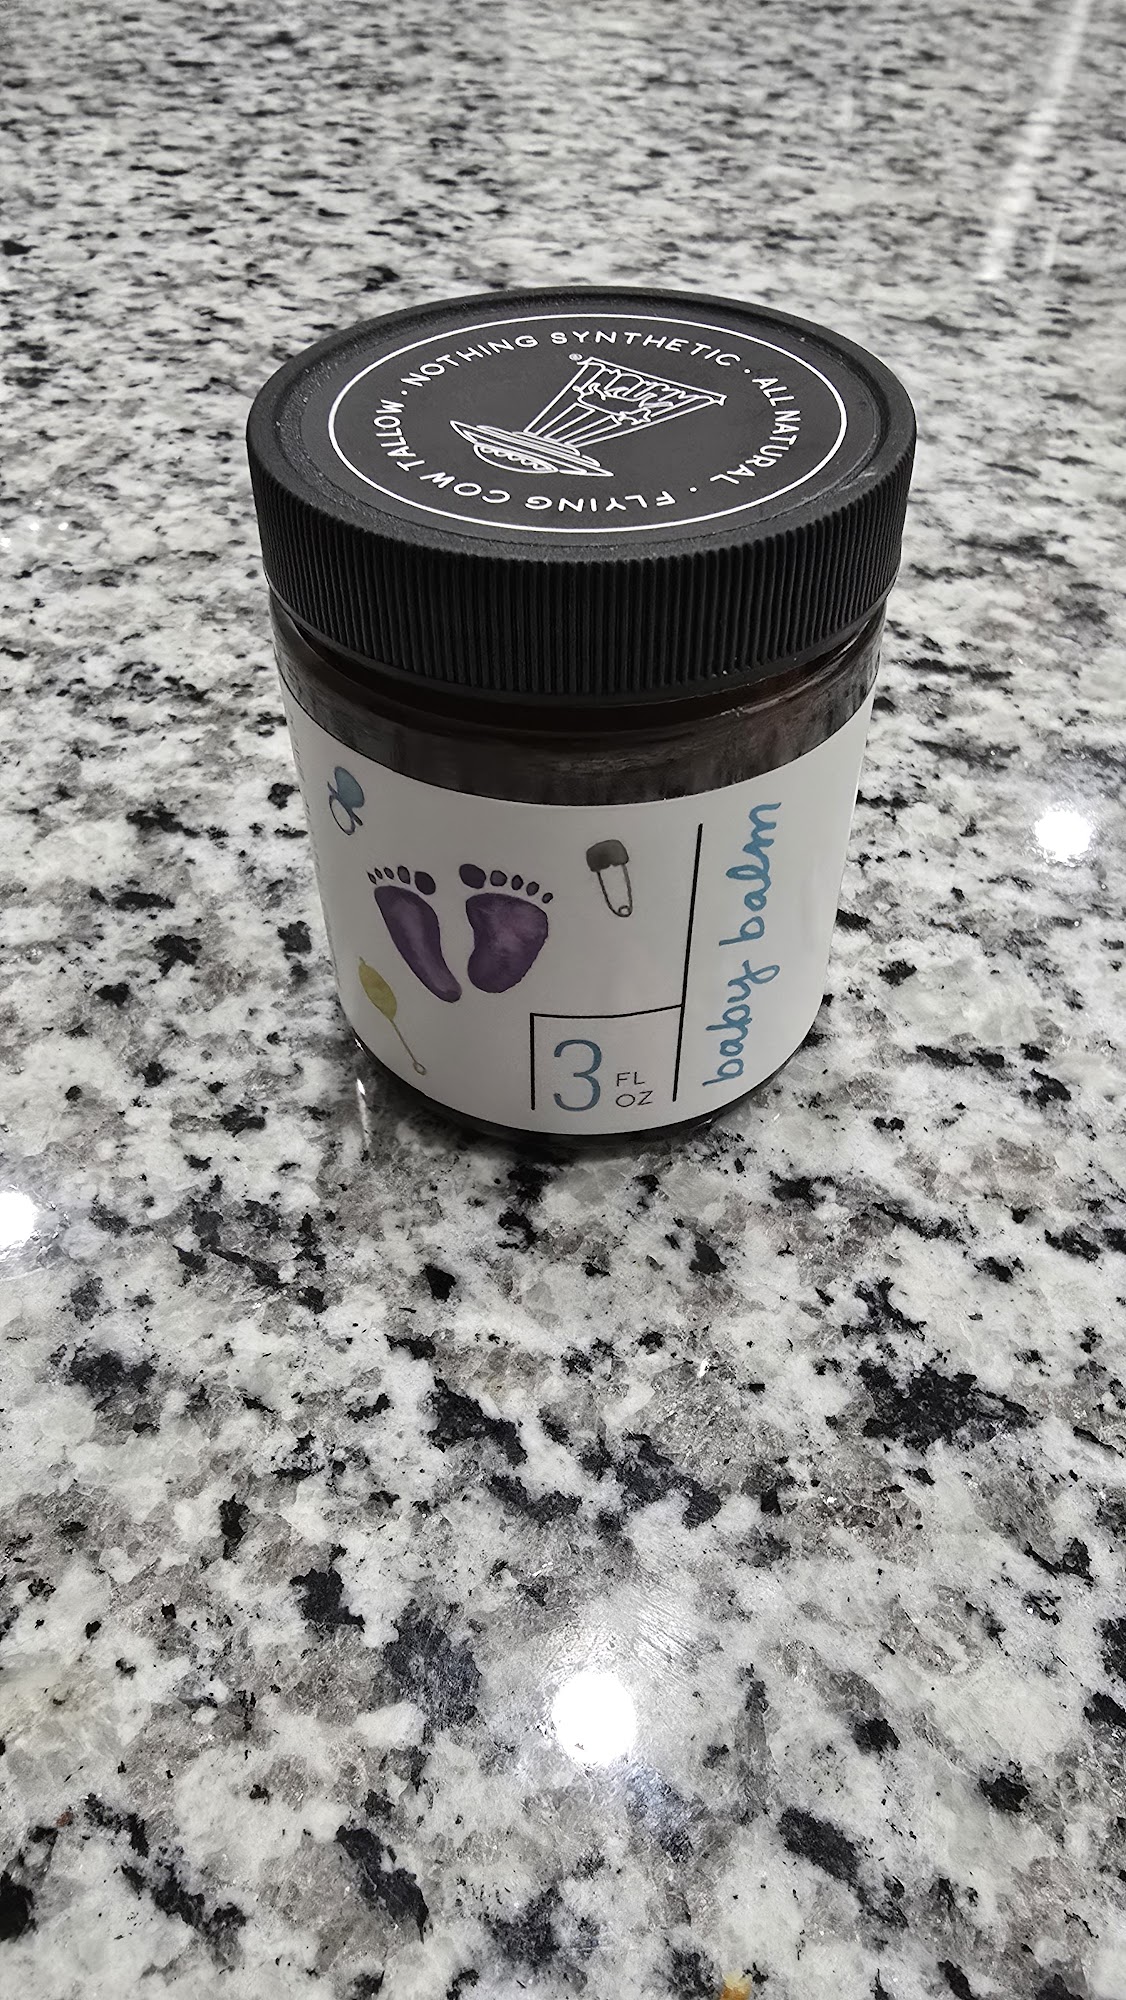 NOTHING SYNTHETIC · ALL NATURAL · FLYING COW TALLOW ·
®
baby balm
3 FL
OZ